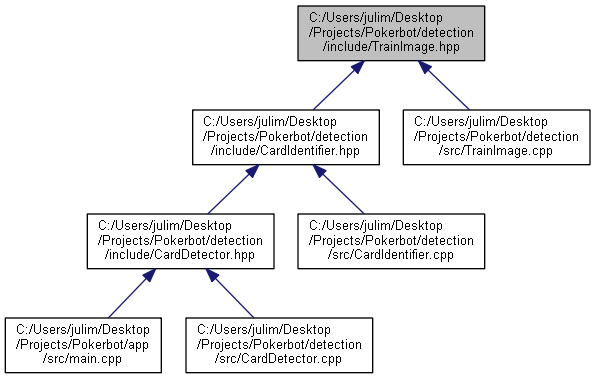 C:/Users/julim/Desktop
/Projects/Pokerbot/detection
/include/TrainImage.hpp
C:/Users/julim/Desktop
/Projects/Pokerbot/detection
/include/CardIdentifier.hpp
C:/Users/julim/Desktop
/Projects/Pokerbot/detection
/src/TrainImage.cpp
C:/Users/julim/Desktop
/Projects/Pokerbot/detection
/include/CardDetector.hpp
C:/Users/julim/Desktop
/Projects/Pokerbot/detection
/src/CardIdentifier.cpp
C:/Users/julim/Desktop
/Projects/Pokerbot/app
/src/main.cpp
C:/Users/julim/Desktop
/Projects/Pokerbot/detection
/src/CardDetector.cpp